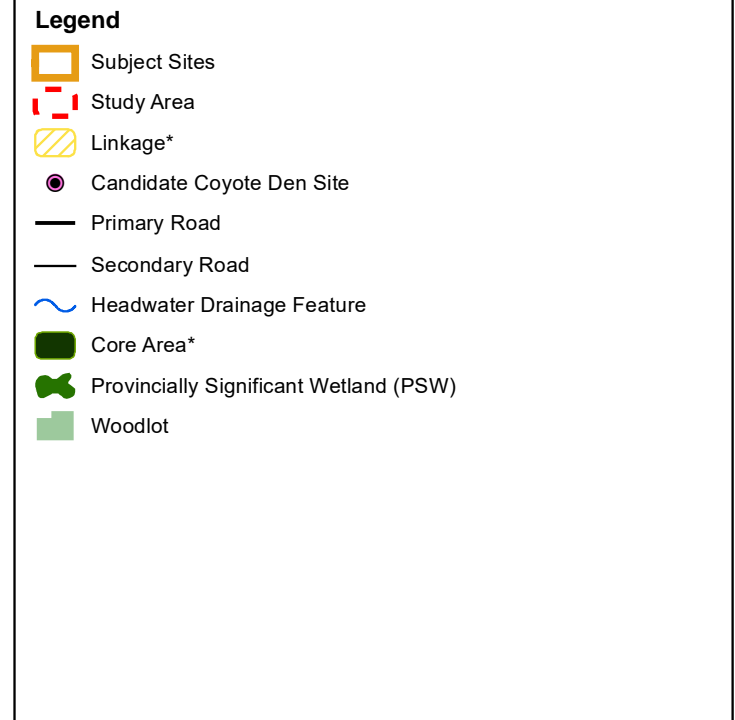 Legend
Subject Sites
Study Area
Linkage*
Candidate Coyote Den Site
Primary Road
Secondary Road
Headwater Drainage Feature
Core Area*
Provincially Significant Wetland (PSW)
Woodlot